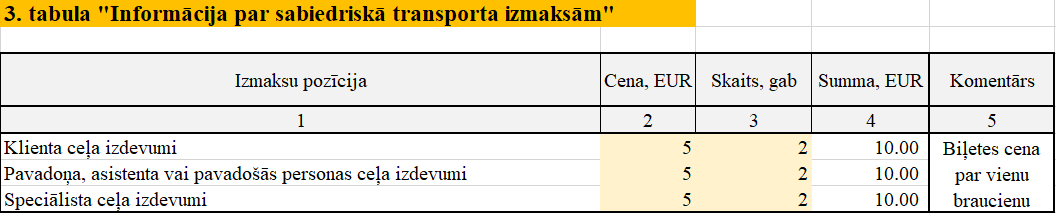 3. tabula "Informācija par sabiedriskā transporta izmaksām"
Izmaksu pozīcija Cena, EUR Skaits, gab Summa, EUR Komentārs
1 2 3 4 5
Klienta ceļa izdevumi 5 2 10.00 Biļetes cena
Pavadoņa, asistenta vai pavadošās personas ceļa izdevumi 5 2 10.00 par vienu
Speciālista ceļa izdevumi 5 2 10.00 braucienu